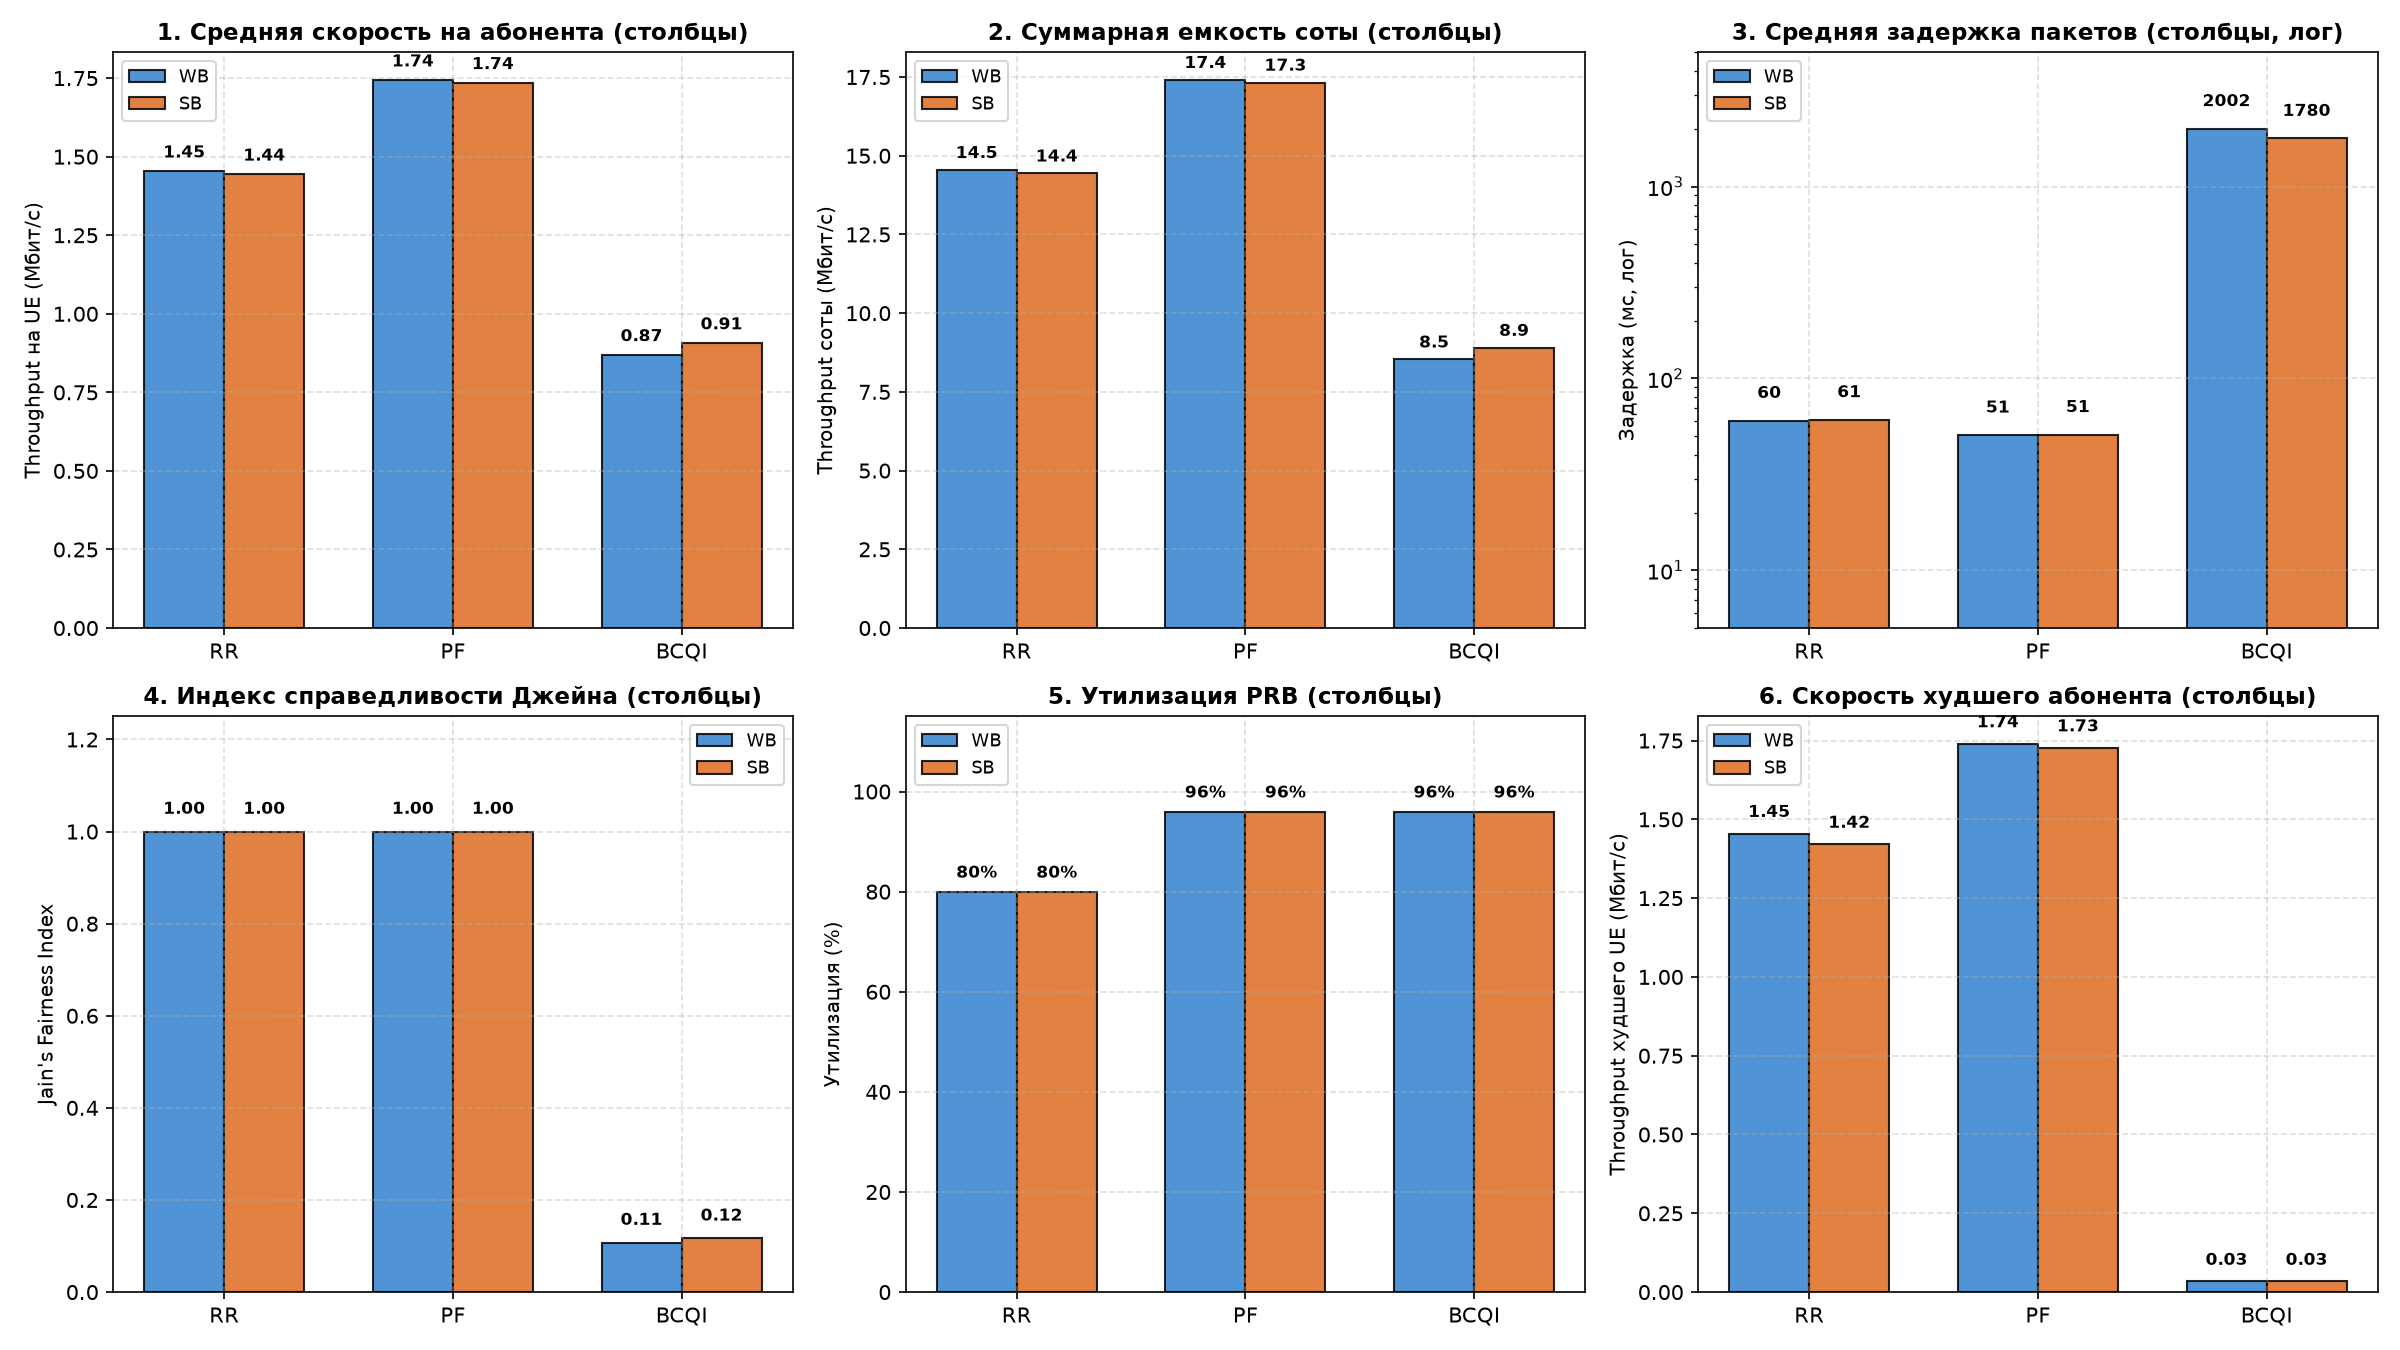 1. Средняя скорость на абонента (столбцы)
Throughput на UE (Мбит/с)
1.75
1.50
1.25
1.00
0.75
0.50
0.25
0.00
WB
SB
1.45
1.44
1.74
1.74
0.87
0.91
RR
PF
BCQI
2. Суммарная емкость соты (столбцы)
Throughput соты (Мбит/с)
17.5
15.0
12.5
10.0
7.5
5.0
2.5
0.0
WB
SB
14.5
14.4
17.4
17.3
8.5
8.9
RR
PF
BCQI
3. Средняя задержка пакетов (столбцы, лог)
Задержка (мс, лог)
10³
10²
10¹
WB
SB
60
61
51
51
2002
1780
RR
PF
BCQI
4. Индекс справедливости Джейна (столбцы)
Jain's Fairness Index
1.2
1.0
0.8
0.6
0.4
0.2
0.0
WB
SB
1.00
1.00
1.00
1.00
0.11
0.12
RR
PF
BCQI
5. Утилизация PRB (столбцы)
Утилизация (%)
100
80
60
40
20
0
WB
SB
80%
80%
96%
96%
96%
96%
RR
PF
BCQI
6. Скорость худшего абонента (столбцы)
Throughput худшего UE (Мбит/с)
1.75
1.50
1.25
1.00
0.75
0.50
0.25
0.00
WB
SB
1.45
1.42
1.74
1.73
0.03
0.03
RR
PF
BCQI